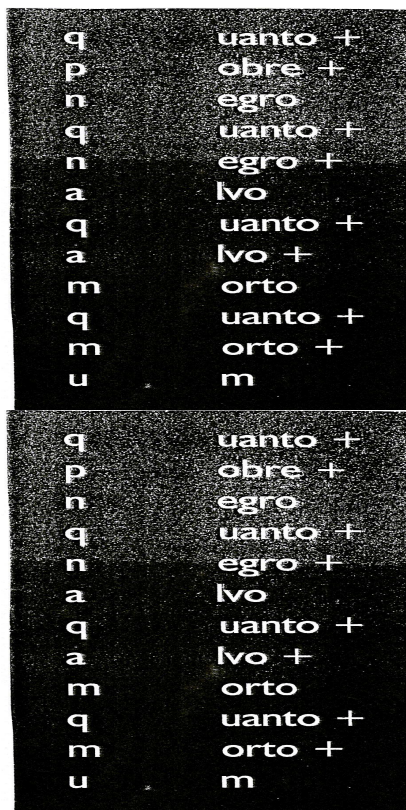 q uanto +
p obre +
n egro
q uanto +
n egro +
a lvo
q uanto +
a lvo +
m orto
q uanto +
m orto +
u m
q uanto +
p obre +
n egro
q uanto +
n egro +
a lvo
q uanto +
a lvo +
m orto
q uanto +
m orto +
u m